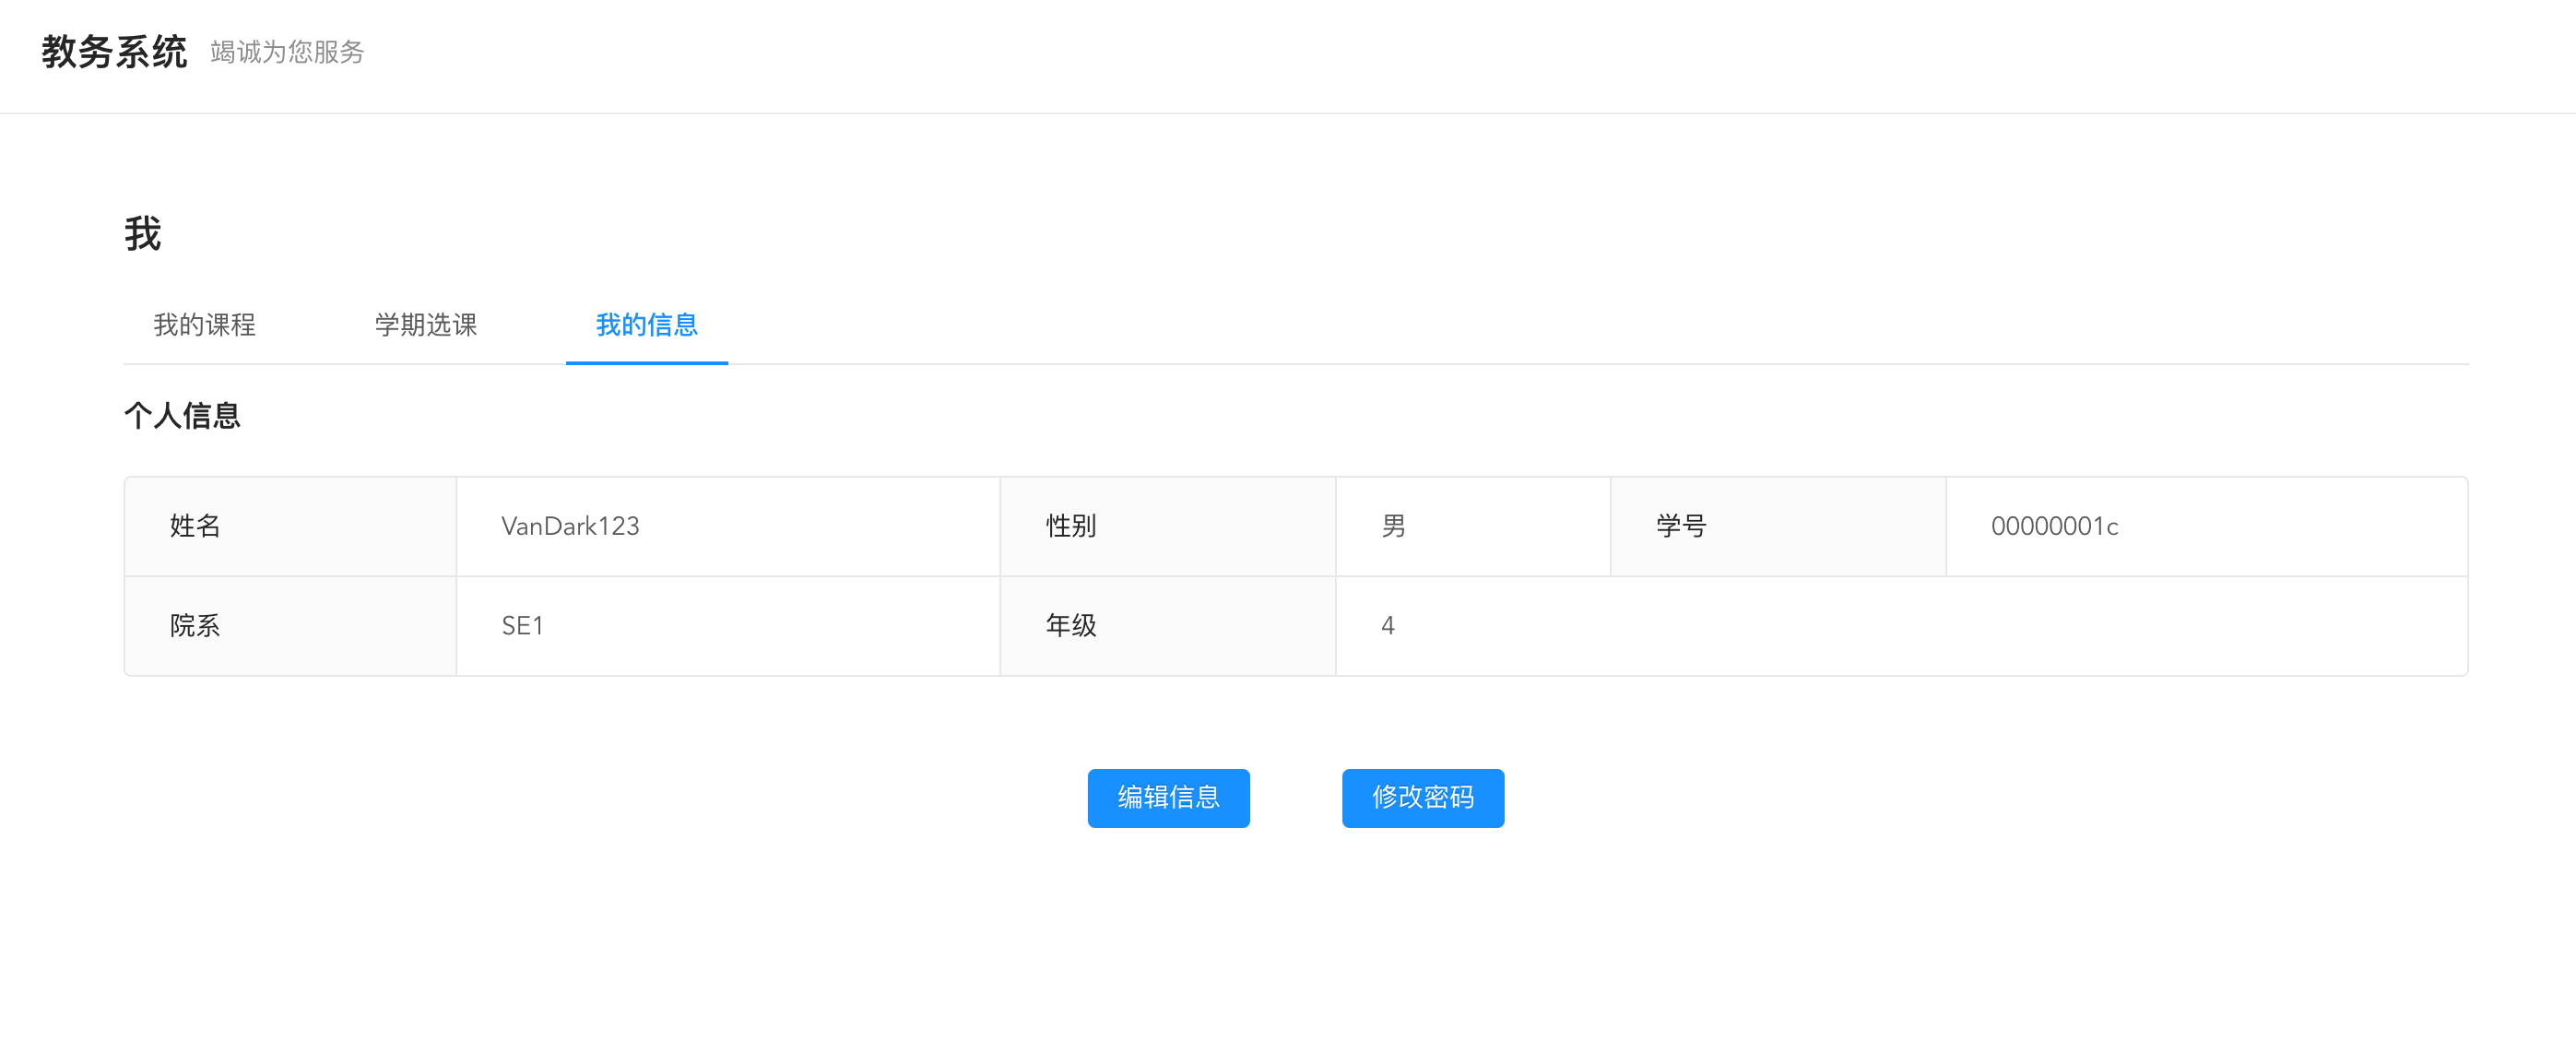 教务系统 竭诚为您服务
我
我的课程 学期选课 我的信息
个人信息
姓名 VanDark123 性别 男 学号 00000001c
院系 SE1 年级 4
编辑信息 修改密码